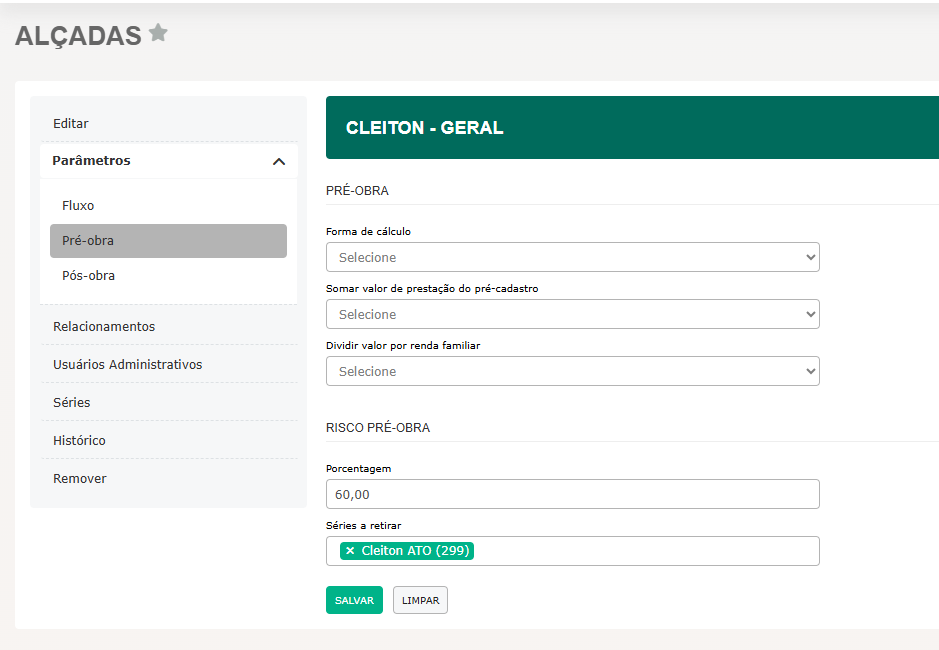 ALÇADAS
Editar
Parâmetros
Fluxo
Pré-obra
Pós-obra
Relacionamentos
Usuários Administrativos
Séries
Histórico
Remover
CLEITON - GERAL
PRÉ-OBRA
Forma de cálculo
Selecione
Somar valor de prestação do pré-cadastro
Selecione
Dividir valor por renda familiar
Selecione
RISCO PRÉ-OBRA
Porcentagem
60,00
Séries a retirar
× Cleiton ATO (299)
SALVAR LIMPAR